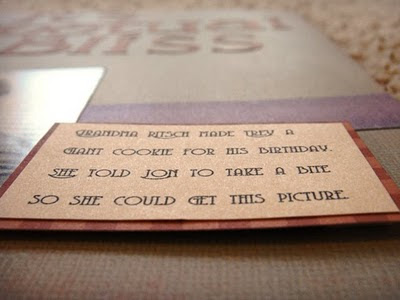 Bliss
Grandma Ritsch made Trey a
giant cookie for his birthday.
She told Jon to take a bite
so she could get this picture.